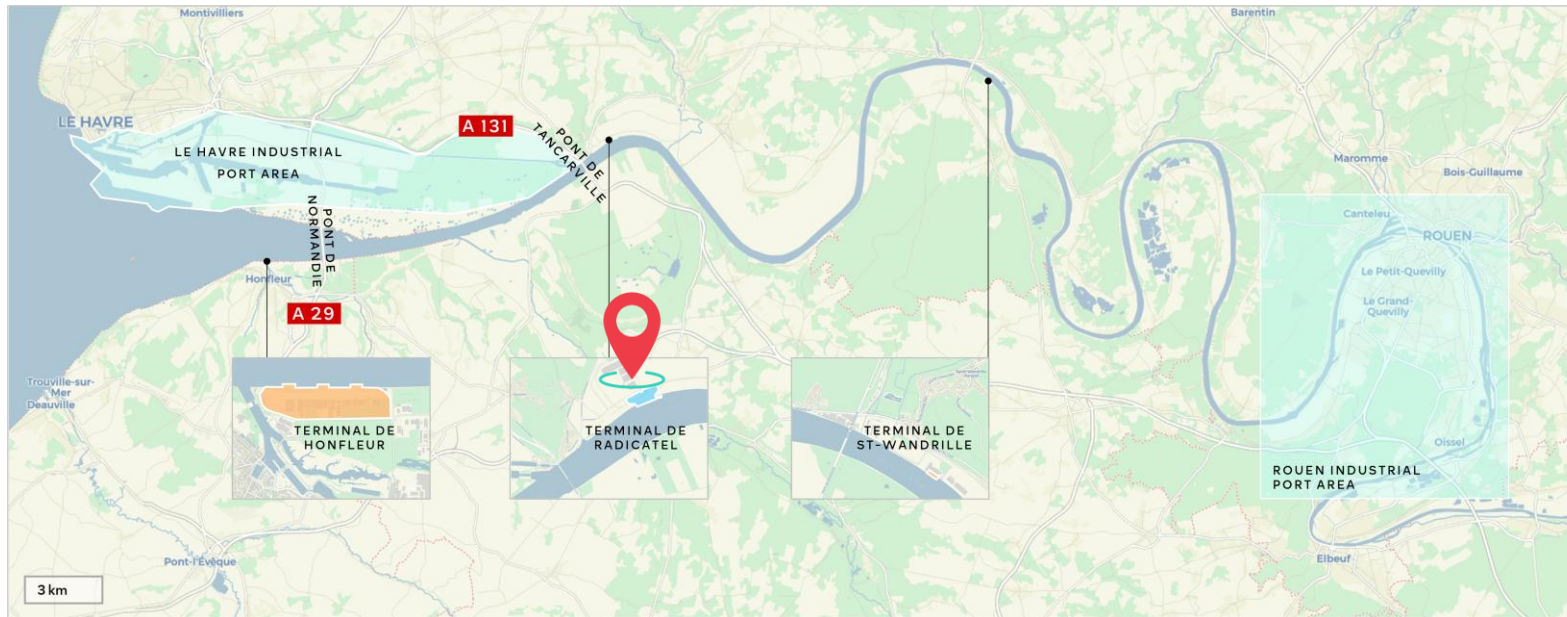 Montivilliers
Barentin
LE HAVRE
A 131
LE HAVRE INDUSTRIAL
PORT AREA
PONT DE
TANCARVILLE
Maromme
Bois-Guillaume
PONT DE
NORMANDIE
Canteleu
ROUEN
Honfleur
Le Petit-Quevilly
Le Grand-
Quevilly
A 29
Trouville-sur-
Mer
Deauville
TERMINAL DE
HONFLEUR
TERMINAL DE
RADICATEL
TERMINAL DE
ST-WANDRILLE
Oissel
ROUEN INDUSTRIAL
PORT AREA
Pont-l'Évêque
Elbeuf
3 km